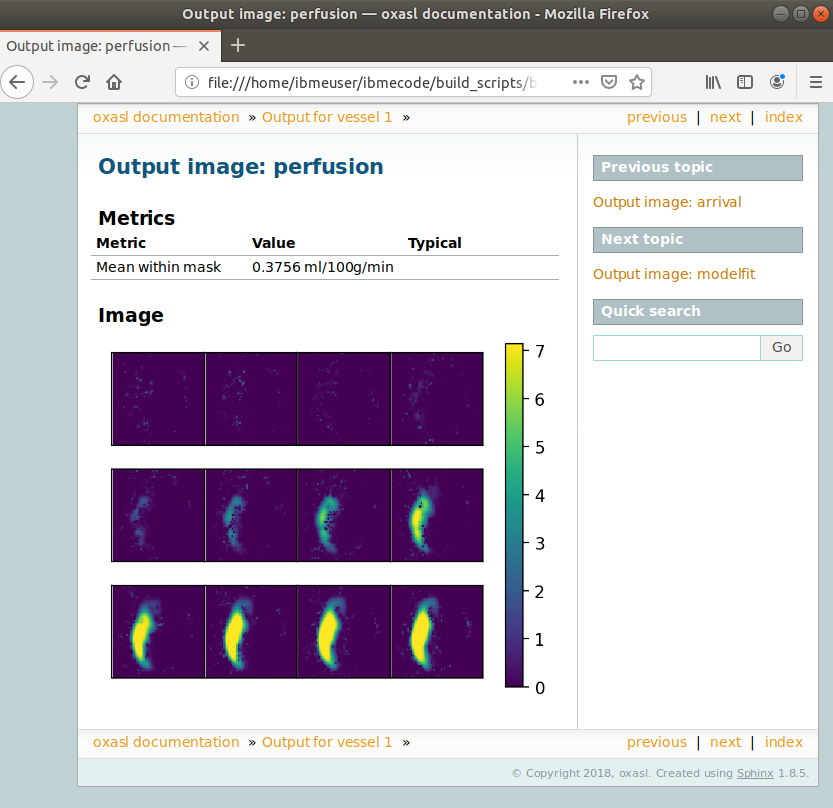 Output image: perfusion — oxasl documentation - Mozilla Firefox
Output image: perfusion —
file:///home/ibmeuser/ibmecode/build_scripts/b
oxasl documentation » Output for vessel 1 » previous | next | index
Output image: perfusion
Metrics
Metric Value Typical
Mean within mask 0.3756 ml/100g/min
Image
7
6
5
4
3
2
1
0
Previous topic
Output image: arrival
Next topic
Output image: modelfit
Quick search
Go
oxasl documentation » Output for vessel 1 » previous | next | index
© Copyright 2018, oxasl. Created using Sphinx 1.8.5.